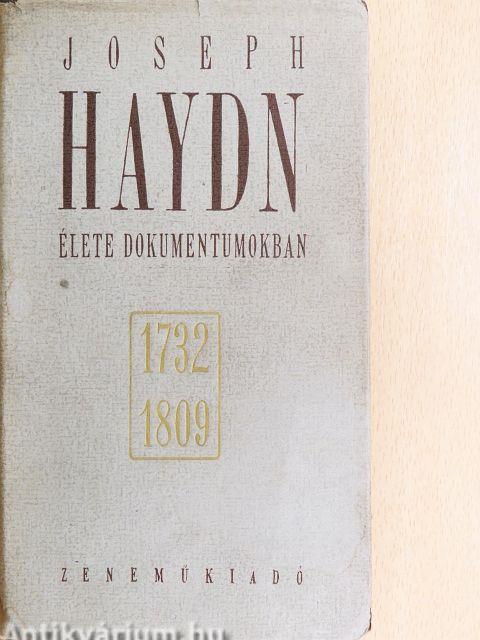 JOSEPH
HAYDN
ÉLETE DOKUMENTUMOKBAN
1732
1809
ZENEMŰKIADÓ
Antikvárium.hu